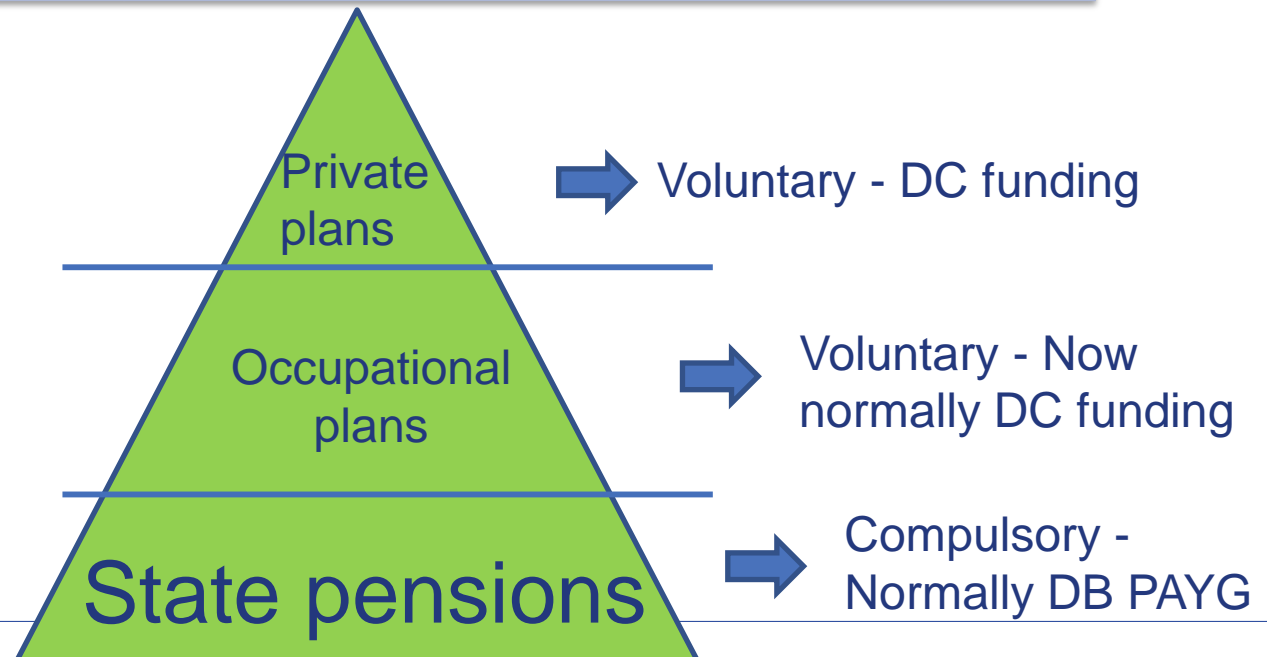 Private
plans
Voluntary - DC funding
Occupational
plans
Voluntary - Now
normally DC funding
State pensions
Compulsory -
Normally DB PAYG